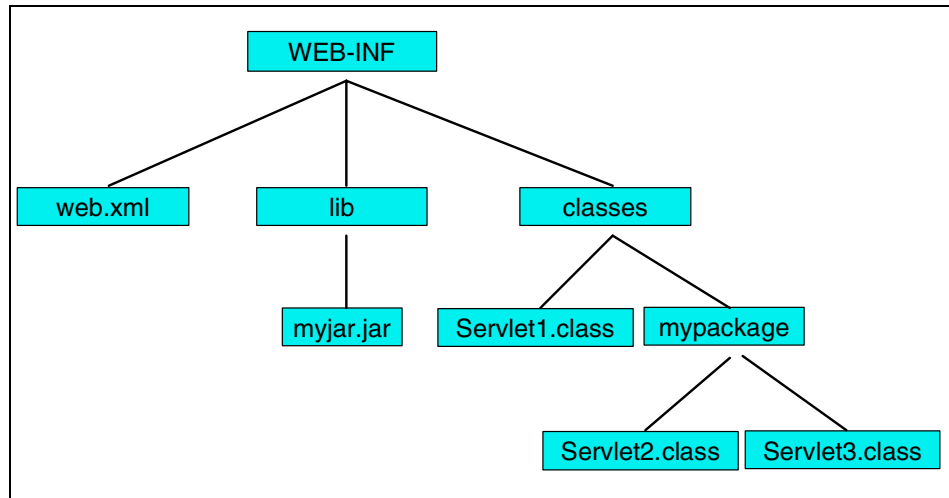 WEB-INF
web.xml
lib
classes
myjar.jar
Servlet1.class
mypackage
Servlet2.class
Servlet3.class